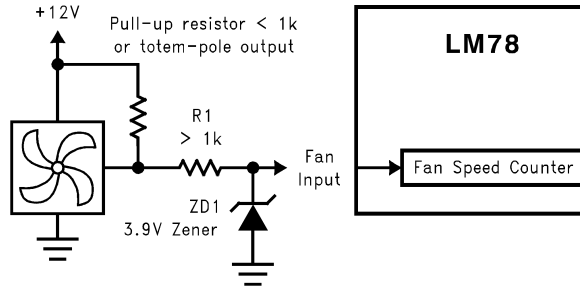 +12V
Pull-up resistor < 1k
or totem-pole output
LM78
R1
> 1k
Fan
Input
Fan Speed Counter
ZD1
3.9V Zener